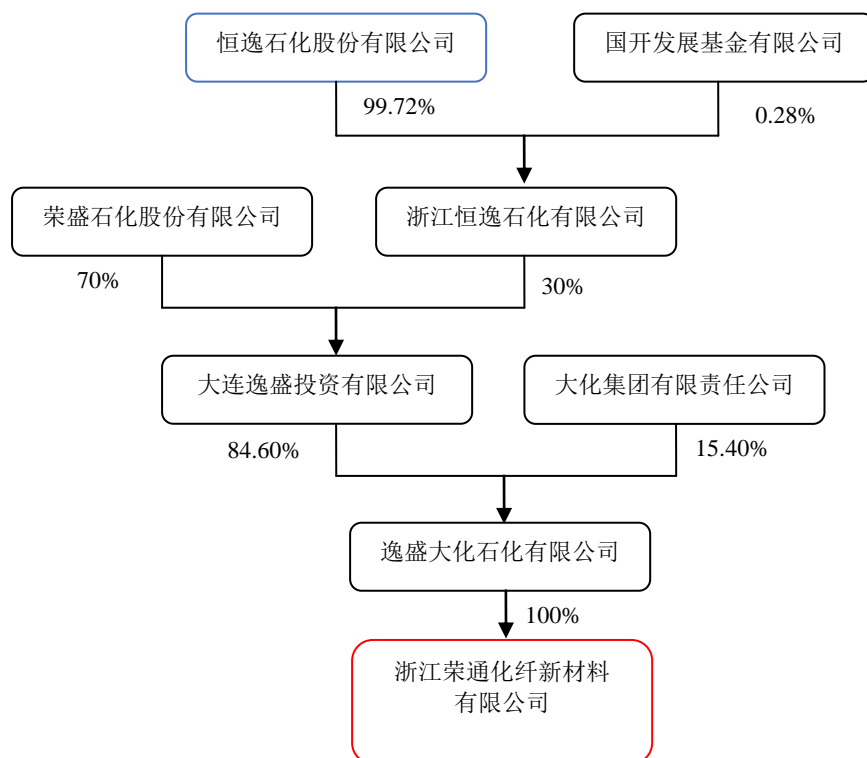 恒逸石化股份有限公司
国开发展基金有限公司
99.72%
0.28%
荣盛石化股份有限公司
浙江恒逸石化有限公司
70%
30%
大连逸盛投资有限公司
大化集团有限责任公司
84.60%
15.40%
逸盛大化石化有限公司
100%
浙江荣通化纤新材料
有限公司